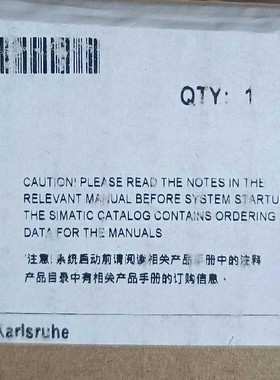 QTY: 1
CAUTION! PLEASE READ THE NOTES IN THE
RELEVANT MANUAL BEFORE SYSTEM STARTU
THE SIMATIC CATALOG CONTAINS ORDERING
DATA FOR THE MANUALS
注意! 系统启动前请阅读相关产品手册中的注释
产品目录中有相关产品手册的订购信息.
Karlsruhe